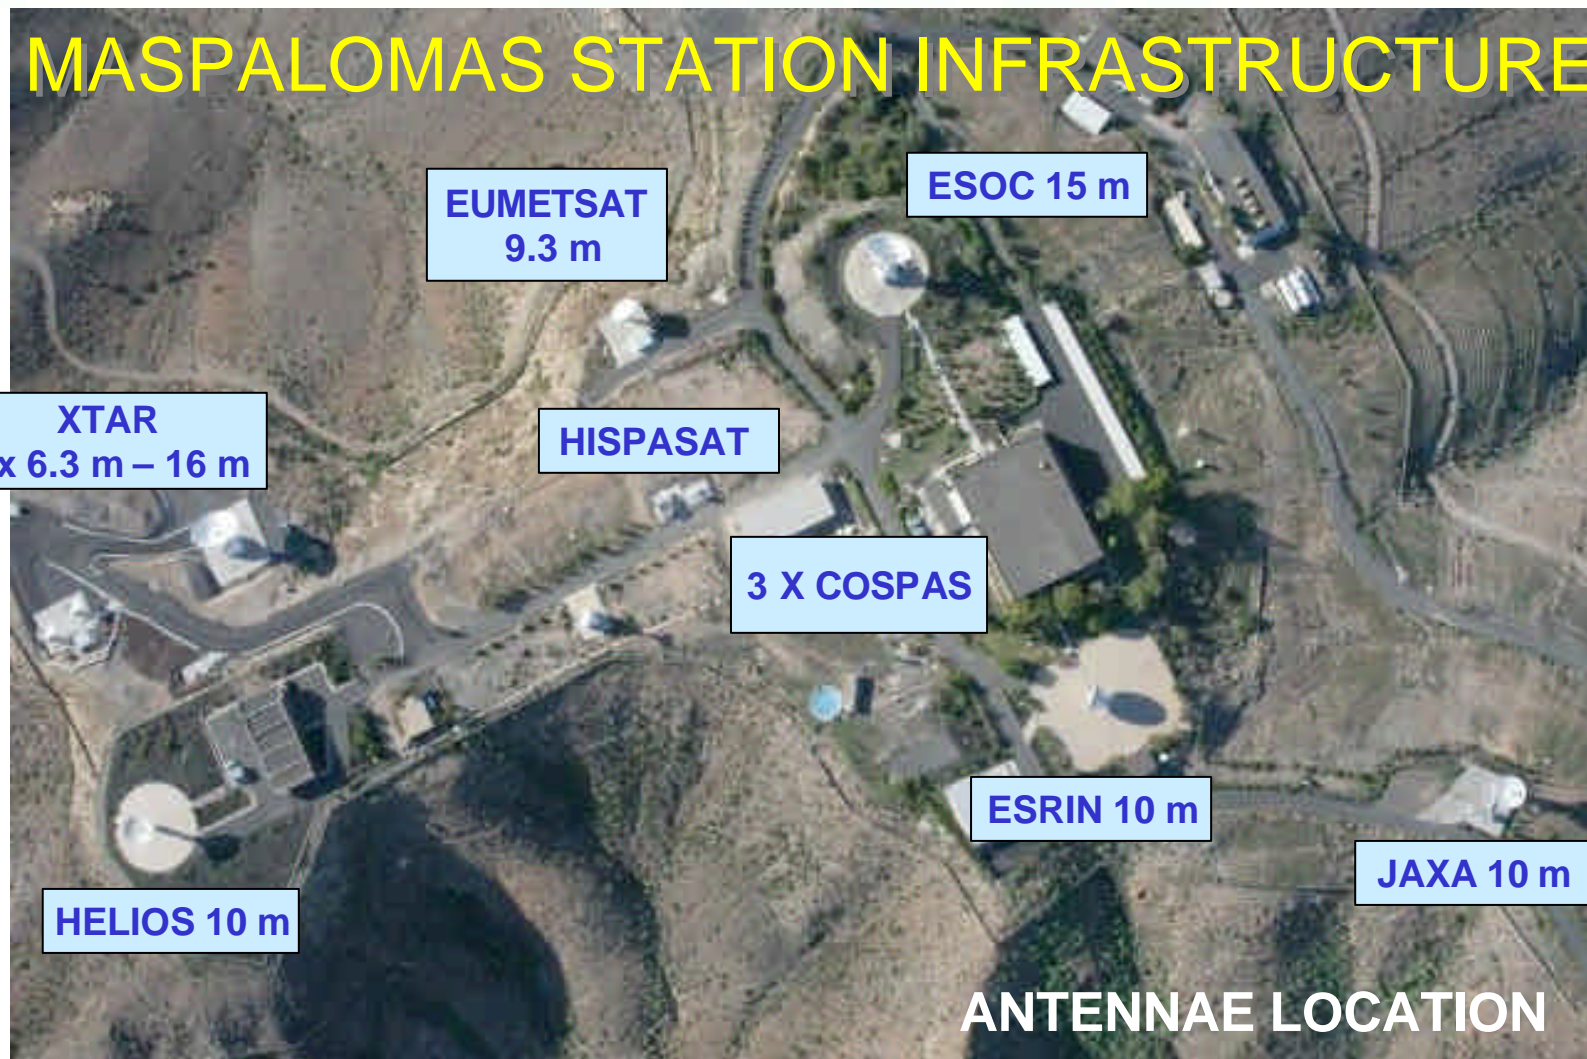 MASPALOMAS STATION INFRASTRUCTURE
ESOC 15 m
EUMETSAT
9.3 m
XTAR
x 6.3 m – 16 m
HISPASAT
3 X COSPAS
ESRIN 10 m
JAXA 10 m
HELIOS 10 m
ANTENNAE LOCATION